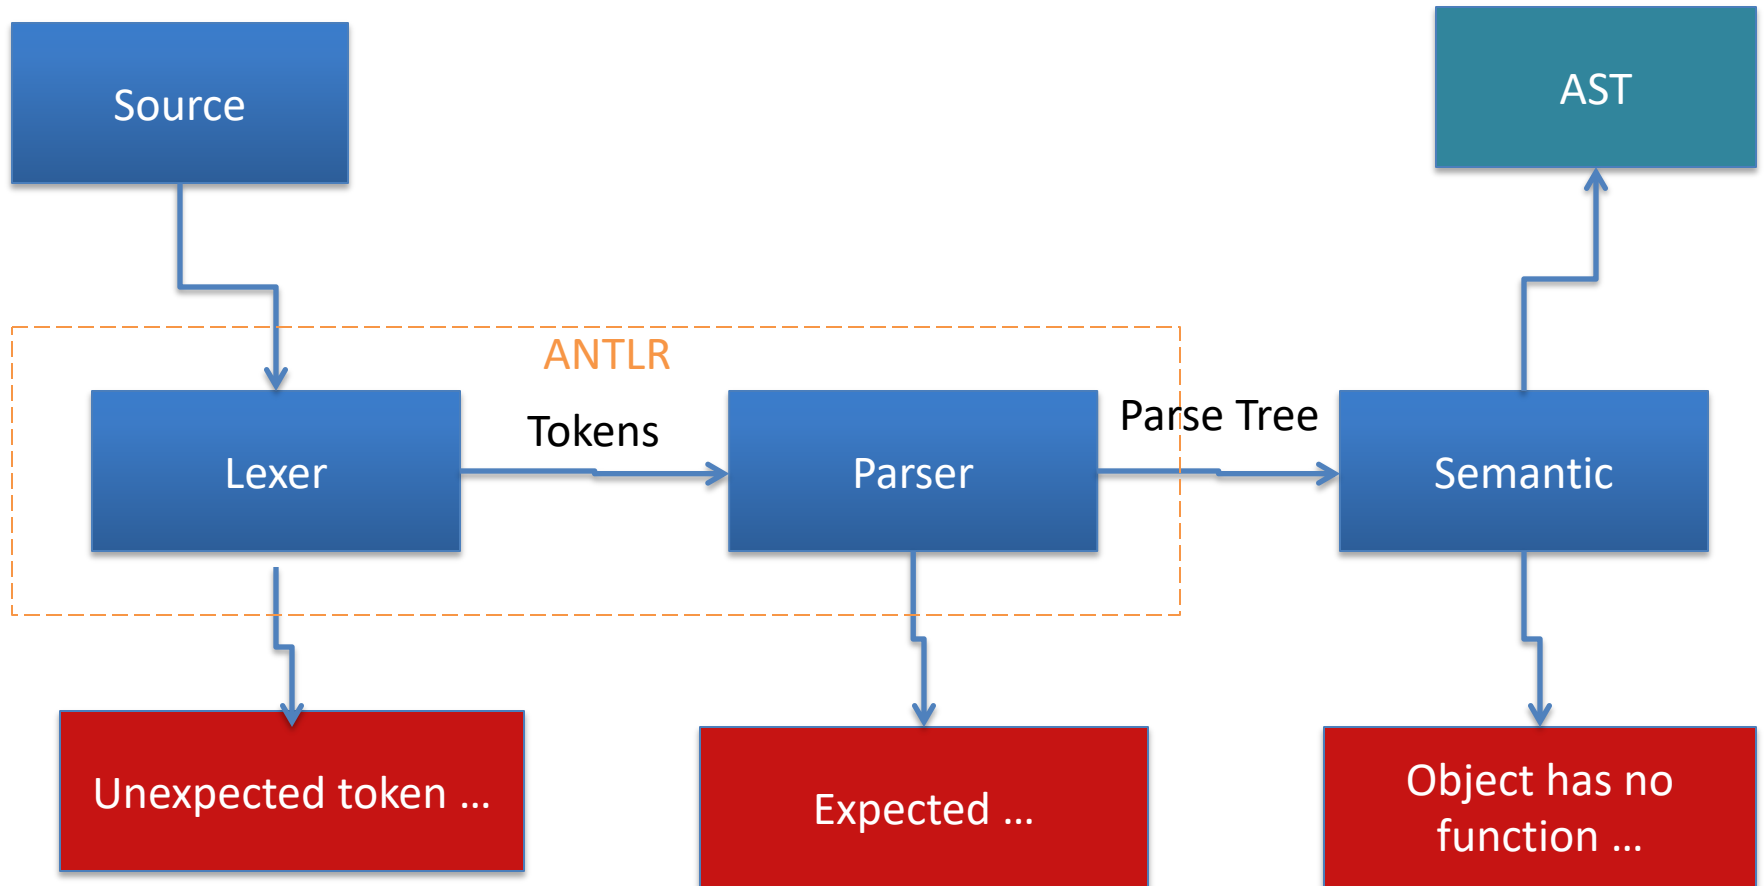 Source
AST
ANTLR
Lexer
Tokens
Parser
Parse Tree
Semantic
Unexpected token …
Expected …
Object has no
function …